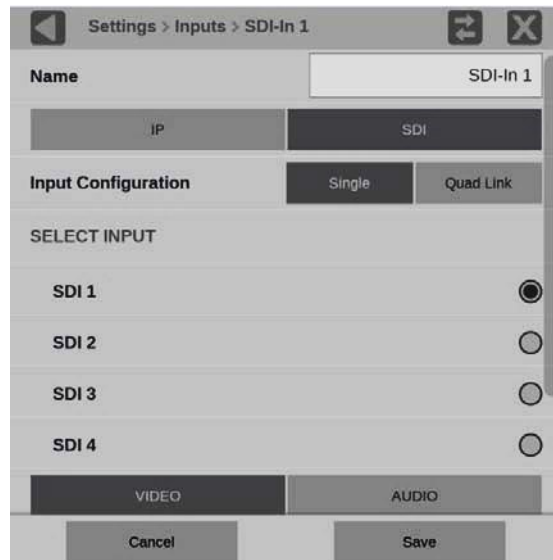 Settings > Inputs > SDI-In 1
Name
SDI-In 1
IP
SDI
Input Configuration
Single
Quad Link
SELECT INPUT
SDI 1
SDI 2
SDI 3
SDI 4
VIDEO
AUDIO
Cancel
Save